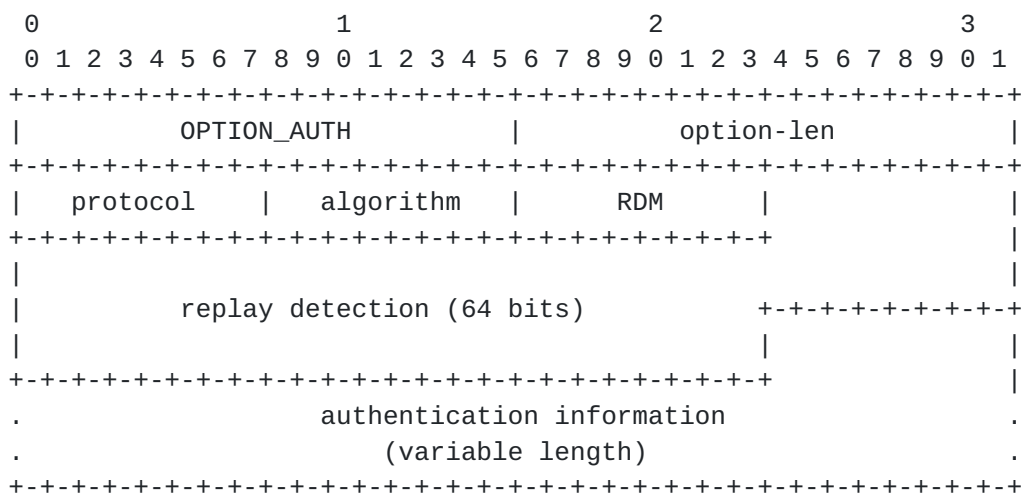 0                   1                   2                   3
 0 1 2 3 4 5 6 7 8 9 0 1 2 3 4 5 6 7 8 9 0 1 2 3 4 5 6 7 8 9 0 1
+-+-+-+-+-+-+-+-+-+-+-+-+-+-+-+-+-+-+-+-+-+-+-+-+-+-+-+-+-+-+-+-+
|          OPTION_AUTH          |          option-len           |
+-+-+-+-+-+-+-+-+-+-+-+-+-+-+-+-+-+-+-+-+-+-+-+-+-+-+-+-+-+-+-+-+
|   protocol    |   algorithm   |      RDM      |               |
+-+-+-+-+-+-+-+-+-+-+-+-+-+-+-+-+-+-+-+-+-+-+-+-+               |
|                                                               |
|          replay detection (64 bits)           +-+-+-+-+-+-+-+-+
|                                               |               |
+-+-+-+-+-+-+-+-+-+-+-+-+-+-+-+-+-+-+-+-+-+-+-+-+               |
.                   authentication information                  .
.                       (variable length)                       .
+-+-+-+-+-+-+-+-+-+-+-+-+-+-+-+-+-+-+-+-+-+-+-+-+-+-+-+-+-+-+-+-+